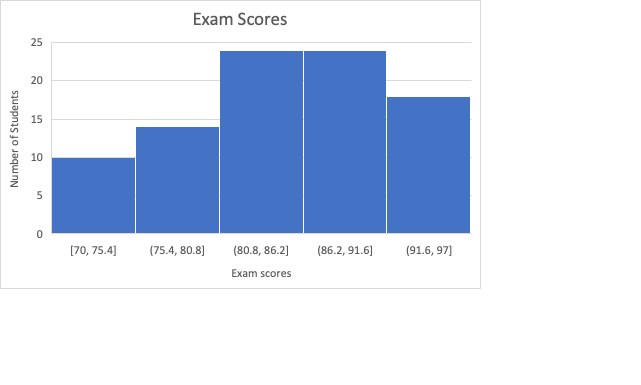 Exam Scores
25
20
15
10
5
0
Number of Students
[70, 75.4] (75.4, 80.8] (80.8, 86.2] (86.2, 91.6] (91.6, 97]
Exam scores